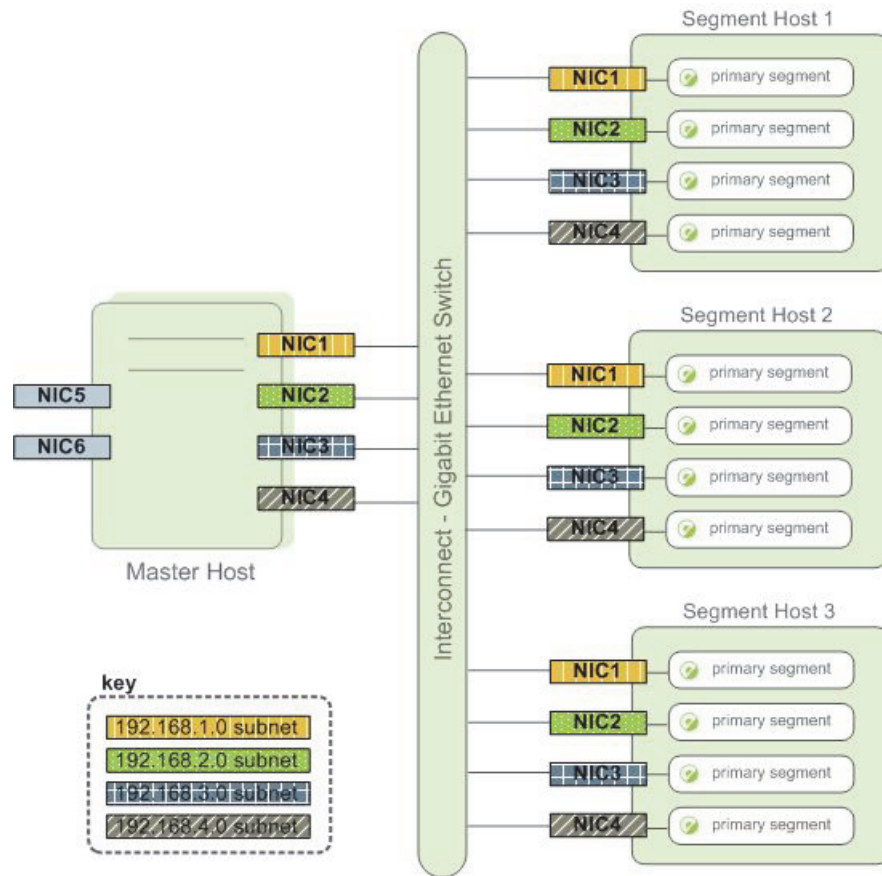 Segment Host 1
NIC1
primary segment
NIC2
primary segment
NIC3
primary segment
NIC4
primary segment
Interconnect - Gigabit Ethernet Switch
NIC1
NIC2
NIC3
NIC4
NIC5
NIC6
Master Host
Segment Host 2
NIC1
primary segment
NIC2
primary segment
NIC3
primary segment
NIC4
primary segment
Segment Host 3
NIC1
primary segment
NIC2
primary segment
NIC3
primary segment
NIC4
primary segment
key
192.168.1.0 subnet
192.168.2.0 subnet
192.168.3.0 subnet
192.168.4.0 subnet